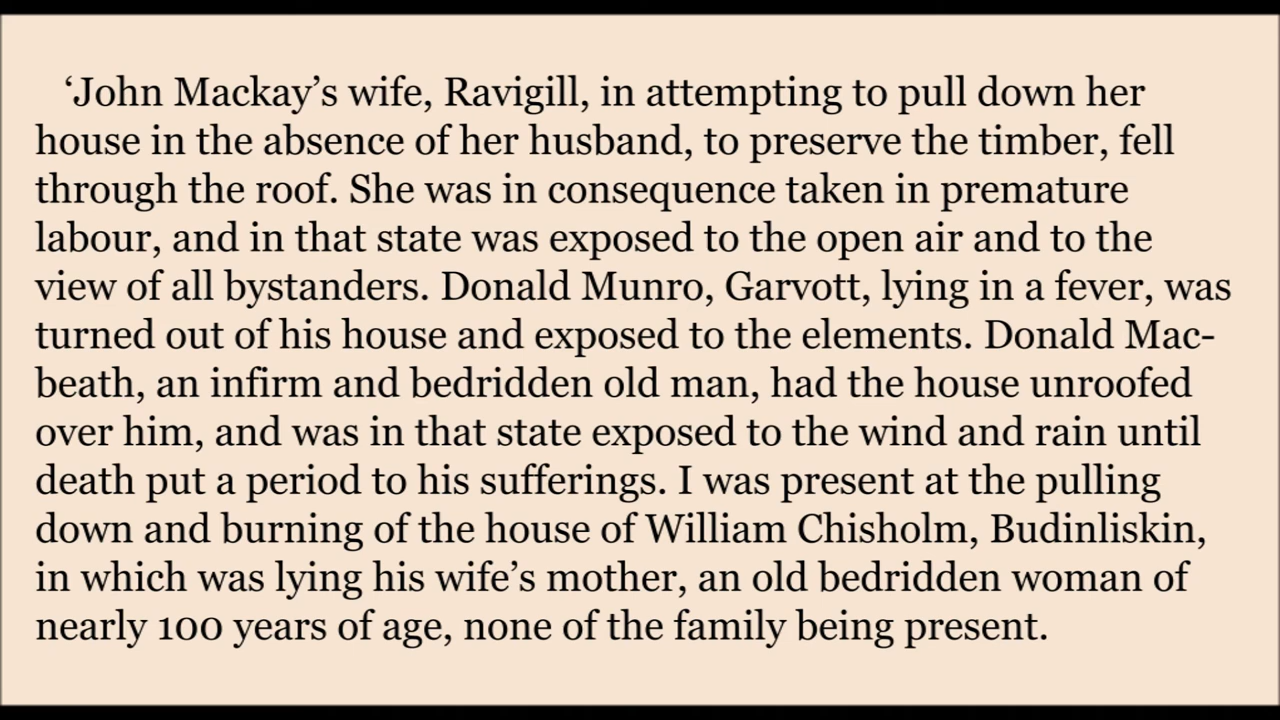 ‘John Mackay’s wife, Ravigill, in attempting to pull down her
house in the absence of her husband, to preserve the timber, fell
through the roof. She was in consequence taken in premature
labour, and in that state was exposed to the open air and to the
view of all bystanders. Donald Munro, Garvott, lying in a fever, was
turned out of his house and exposed to the elements. Donald Mac-
beath, an infirm and bedridden old man, had the house unroofed
over him, and was in that state exposed to the wind and rain until
death put a period to his sufferings. I was present at the pulling
down and burning of the house of William Chisholm, Budinliskin,
in which was lying his wife’s mother, an old bedridden woman of
nearly 100 years of age, none of the family being present.